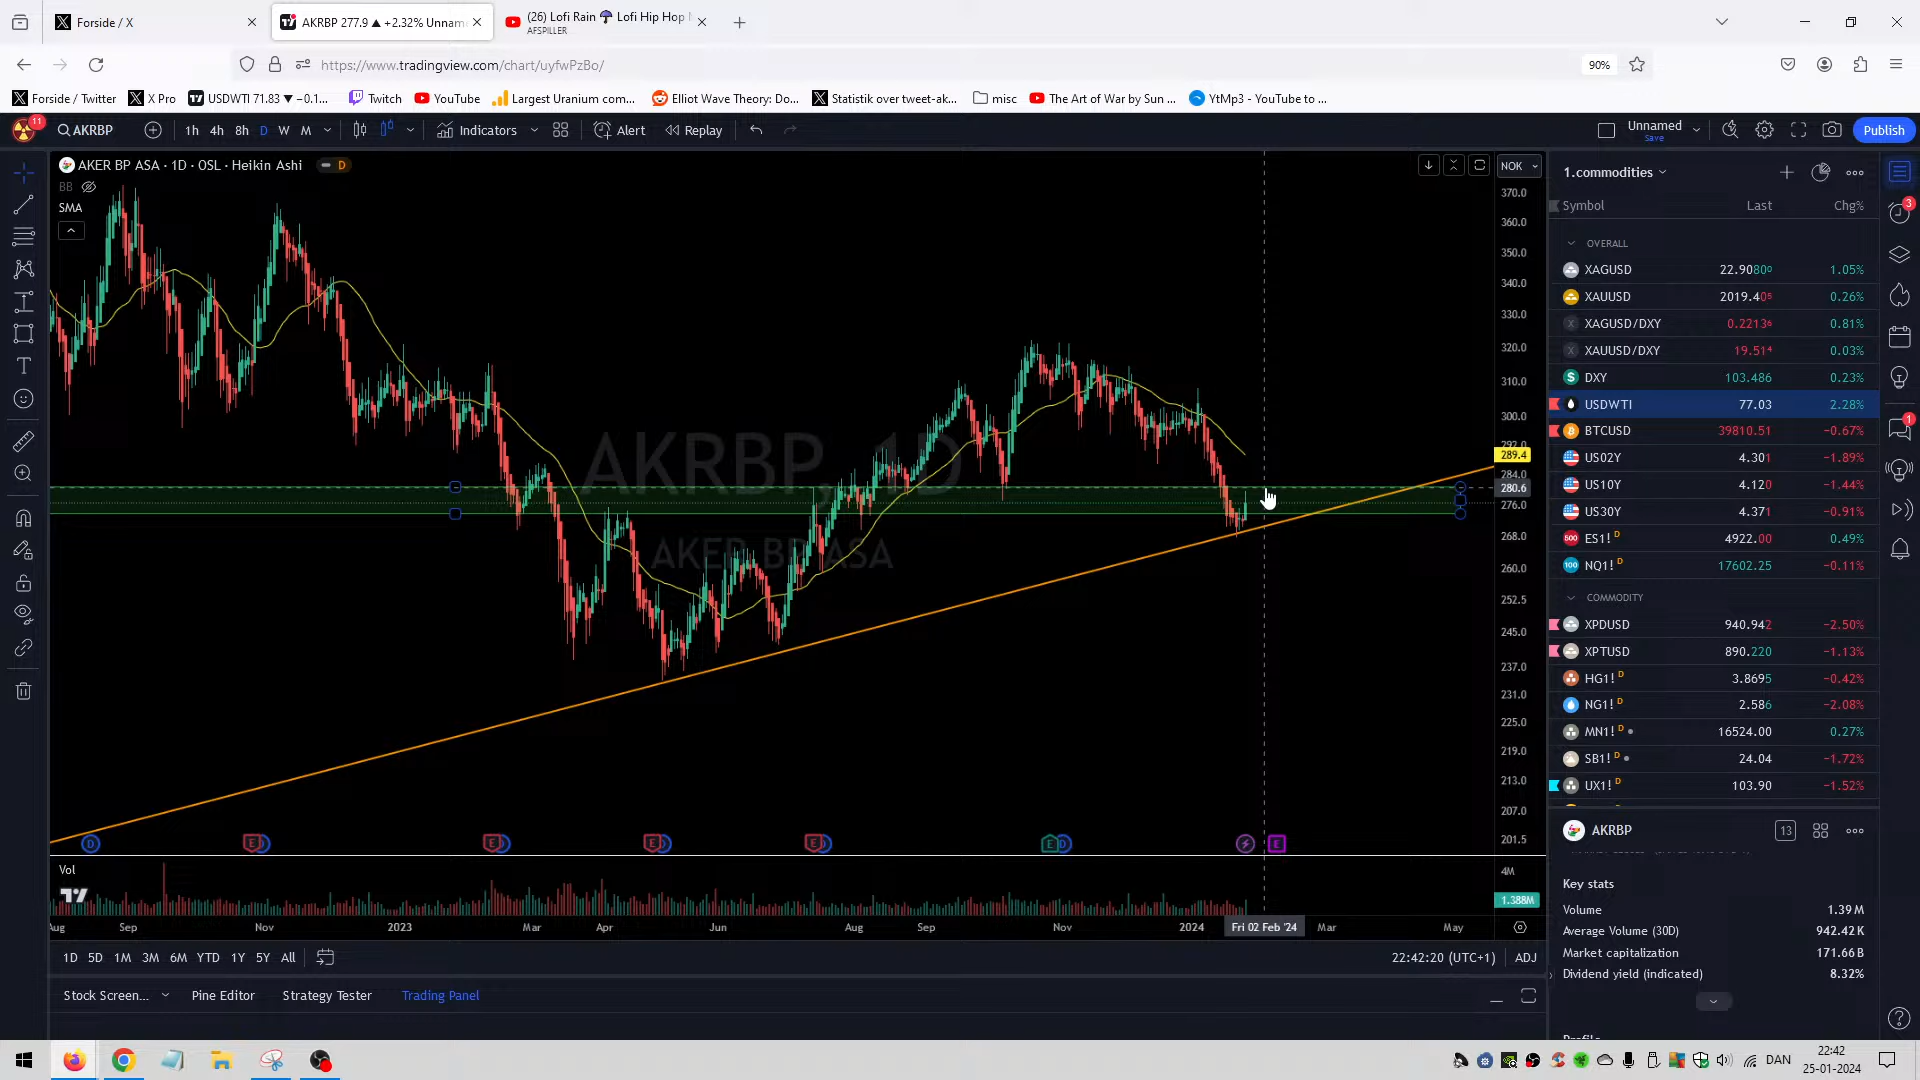 Forside / X
AKRBP 277.9 ▲ +2.32% Unnam
(26) Lofi Rain ☂ Lofi Hip Hop
AFSPILLER
https://www.tradingview.com/chart/uyfwPzBo/
90%
Forside / Twitter
X Pro
USDWTI 71.83 ▼ −0.1...
Twitch
YouTube
Largest Uranium com...
Elliot Wave Theory: Do...
Statistik over tweet-ak...
misc
The Art of War by Sun ...
YtMp3 - YouTube to ...
11
AKRBP
1h 4h 8h D W M
Indicators
Alert
Replay
Unnamed
Save
Publish
AKER BP ASA · 1D · OSL · Heikin Ashi
D
BB
SMA
NOK
AKRBP, 1D
AKER BP ASA
370.0
360.0
350.0
340.0
330.0
320.0
310.0
300.0
292.0
289.4
284.0
280.6
276.0
268.0
260.0
252.5
245.0
237.0
231.0
225.0
219.0
213.0
207.0
201.5
D E E E E E D E
Vol
4M
1.388M
Aug Sep Nov 2023 Mar Apr Jun Aug Sep Nov 2024 Fri 02 Feb '24 Mar May
1D 5D 1M 3M 6M YTD 1Y 5Y All
22:42:20 (UTC+1) ADJ
Stock Screen... Pine Editor Strategy Tester Trading Panel
1.commodities
Symbol Last Chg%
OVERALL
XAGUSD 22.9080⁰ 1.05%
XAUUSD 2019.40⁵ 0.26%
XAGUSD/DXY 0.2213⁶ 0.81%
XAUUSD/DXY 19.51⁴ 0.03%
DXY 103.486 0.23%
USDWTI 77.03 2.28%
BTCUSD 39810.51 −0.67%
US02Y 4.301 −1.89%
US10Y 4.120 −1.44%
US30Y 4.371 −0.91%
ES1! D 4922.00 0.49%
NQ1! D 17602.25 −0.11%
COMMODITY
XPDUSD 940.942 −2.50%
XPTUSD 890.220 −1.13%
HG1! D 3.8695 −0.42%
NG1! D 2.586 −2.08%
MN1! D 16524.00 0.27%
SB1! D 24.04 −1.72%
UX1! D 103.90 −1.52%
AKRBP
13
Key stats
Volume 1.39 M
Average Volume (30D) 942.42 K
Market capitalization 171.66 B
Dividend yield (indicated) 8.32%
3
1
DAN
22:42
25-01-2024